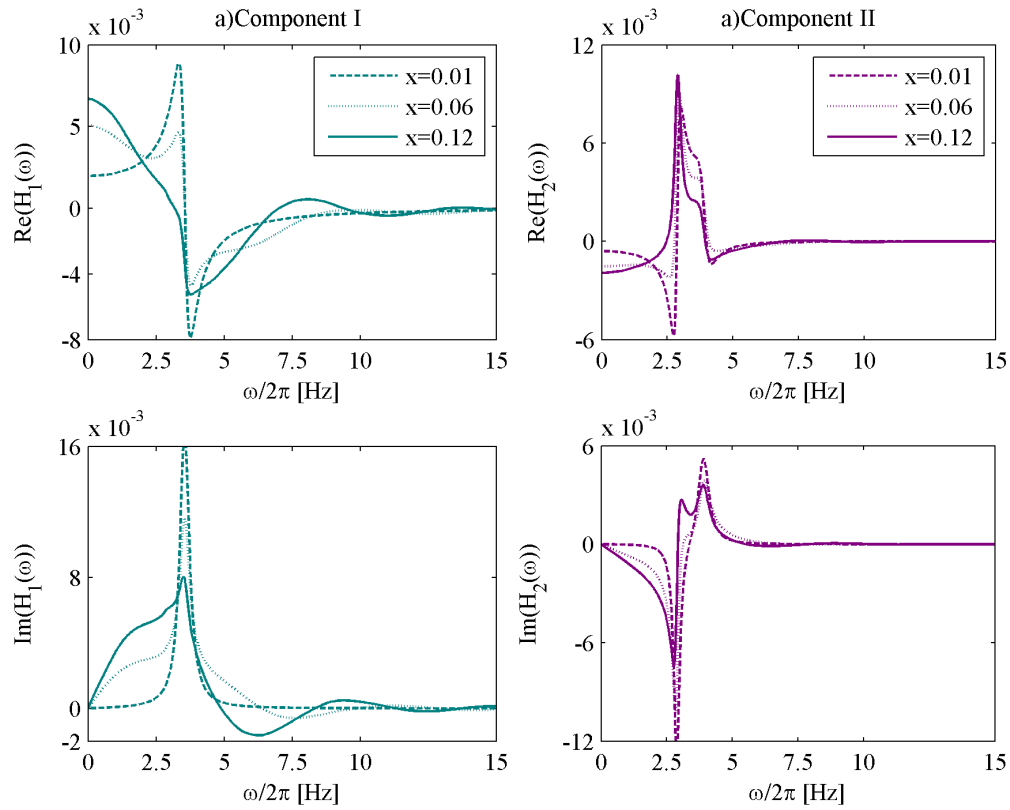 a)Component I
x 10 -3
10
5
0
-4
-8
Re(H1(ω))
x=0.01
x=0.06
x=0.12
0 2.5 5 7.5 10 15
ω/2π [Hz]
a)Component II
x 10 -3
12
6
0
-6
Re(H2(ω))
x=0.01
x=0.06
x=0.12
0 2.5 5 7.5 10 15
ω/2π [Hz]
x 10 -3
16
8
0
-2
Im(H1(ω))
0 2.5 5 7.5 10 15
ω/2π [Hz]
x 10 -3
6
0
-6
-12
Im(H2(ω))
0 2.5 5 7.5 10 15
ω/2π [Hz]